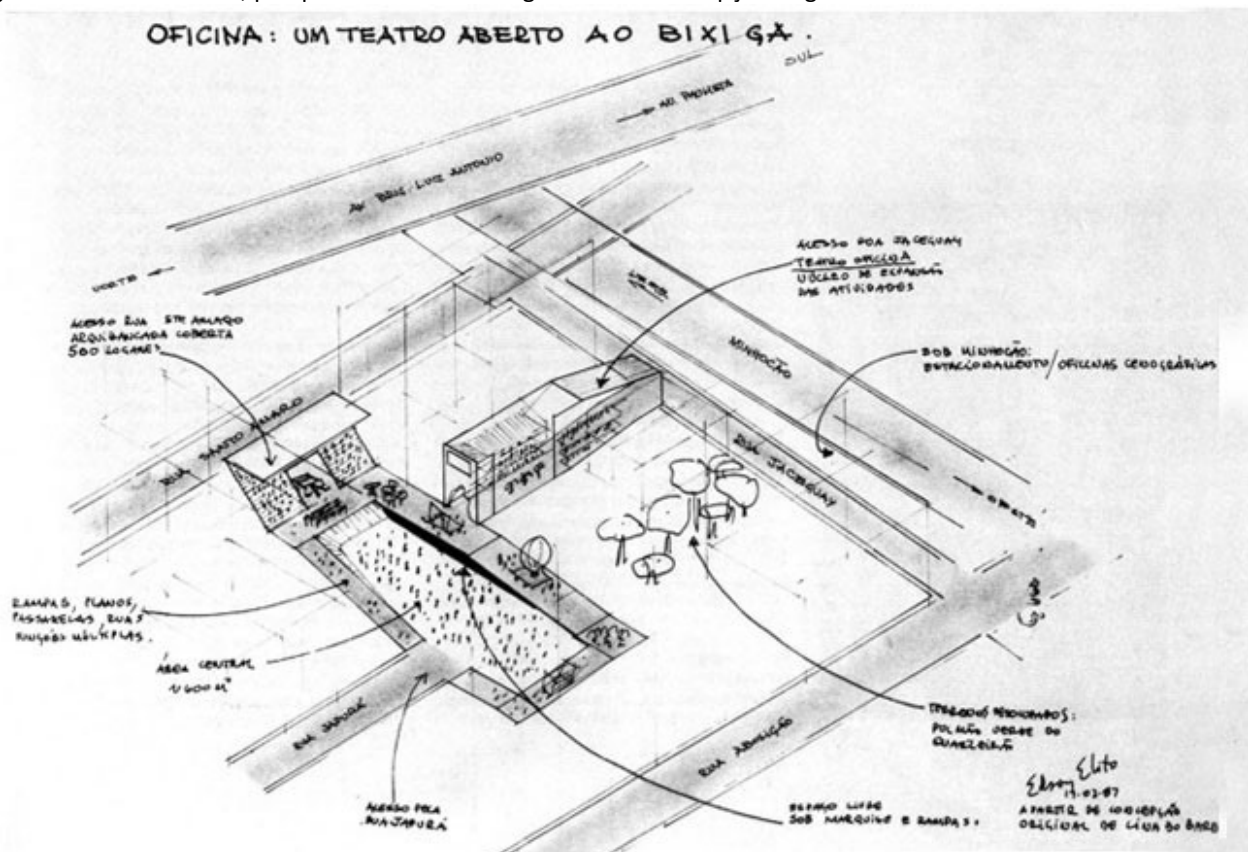 OFICINA: UM TEATRO ABERTO AO BIXIGA.
SUL
AV. PAULISTA
AV BRIG LUIZ ANTONIO
NORTE
ACESSO RUA JACEGUAY
TEATRO OFICINA
NÚCLEO DE EXPANSÃO
DAS ATIVIDADES
ACESSO RUA STO AMARO
ARQUIBANCADA COBERTA
500 LUGARES
MINHOCÃO
SOB MINHOCÃO:
ESTACIONAMENTO/OFICINAS CENOGRÁFICAS
RUA SANTO AMARO
RUA JACEGUAY
OESTE
RAMPAS, PLANOS,
PASSARELAS, RUAS
FUNÇÕES MÚLTIPLAS.
ÁREA CENTRAL
RUA JAPURÁ
RUA ABOLIÇÃO
PULMÃO VERDE DO
QUARTEIRÃO
ACESSO PELA
RUA JAPURÁ
ESPAÇO LIVRE
SOB MARQUISE E RAMPAS.
Edson Elito
A PARTIR DE CONCEPÇÃO
ORIGINAL DE LINA BO BARDI